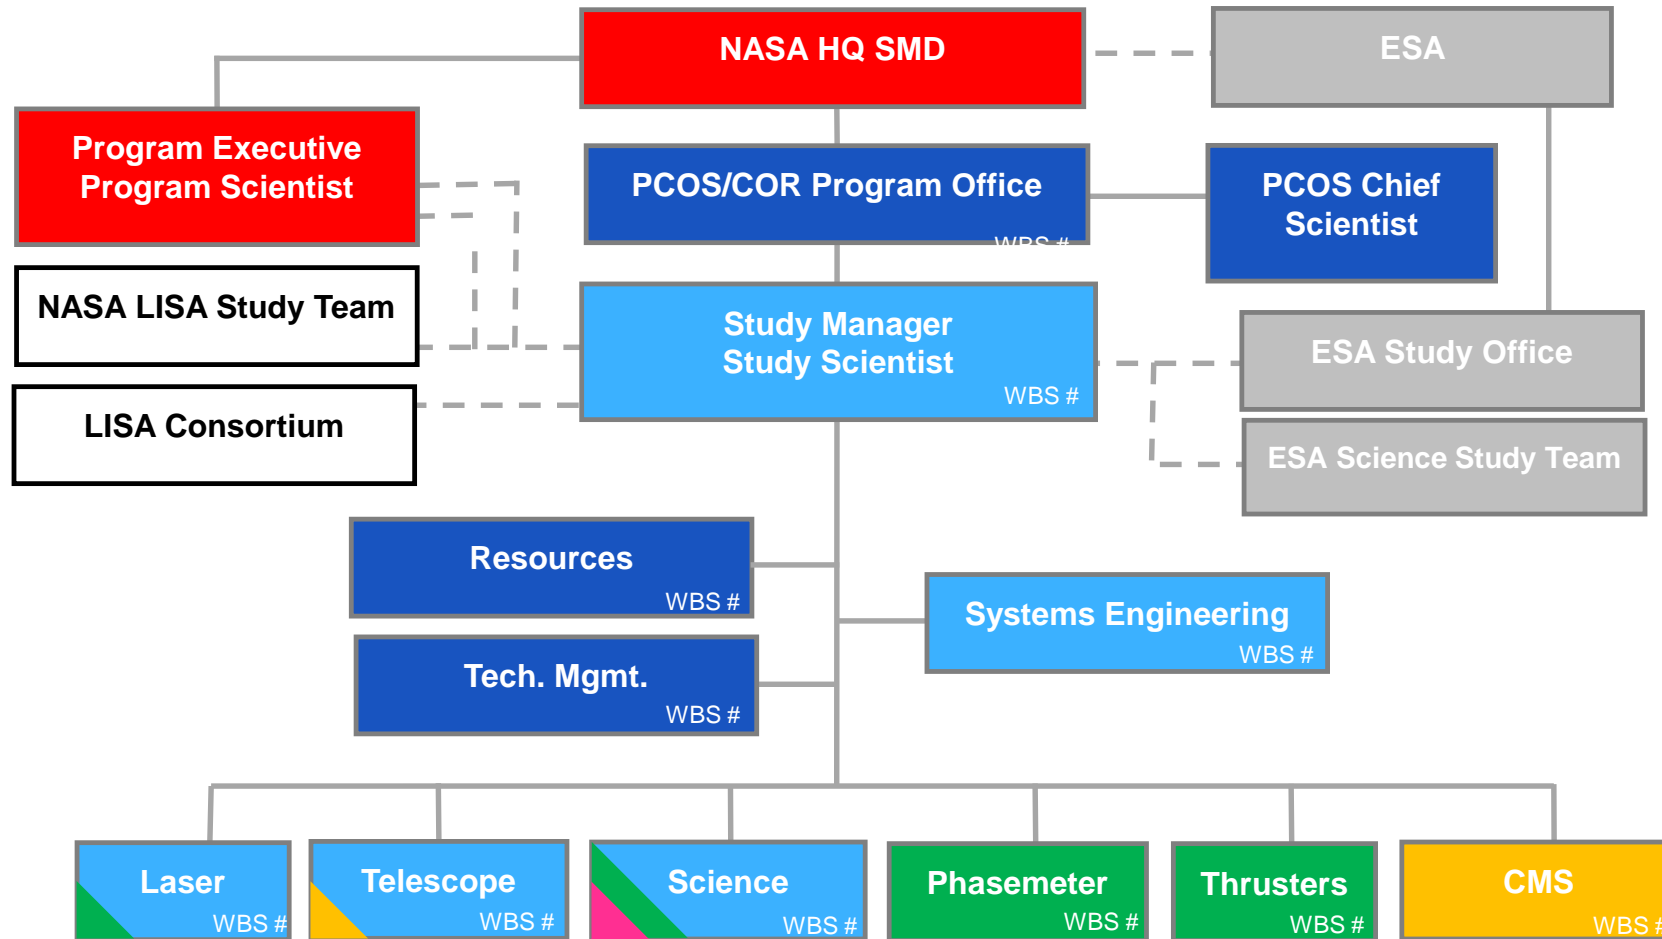 NASA HQ SMD
ESA
Program Executive
Program Scientist
PCOS/COR Program Office
WBS #
PCOS Chief
Scientist
NASA LISA Study Team
Study Manager
Study Scientist
WBS #
ESA Study Office
LISA Consortium
ESA Science Study Team
Resources
WBS #
Systems Engineering
WBS #
Tech. Mgmt.
WBS #
Laser
WBS #
Telescope
WBS #
Science
WBS #
Phasemeter
WBS #
Thrusters
WBS #
CMS
WBS #